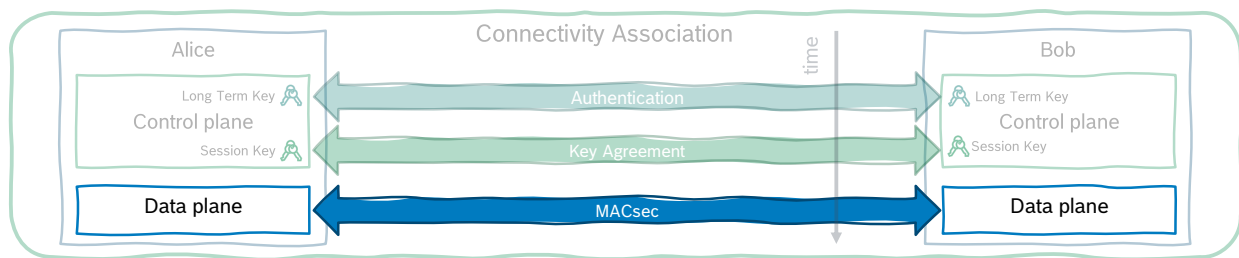 Connectivity Association
time
Alice
Bob
Long Term Key
Authentication
Long Term Key
Control plane
Control plane
Session Key
Key Agreement
Session Key
Data plane
MACsec
Data plane